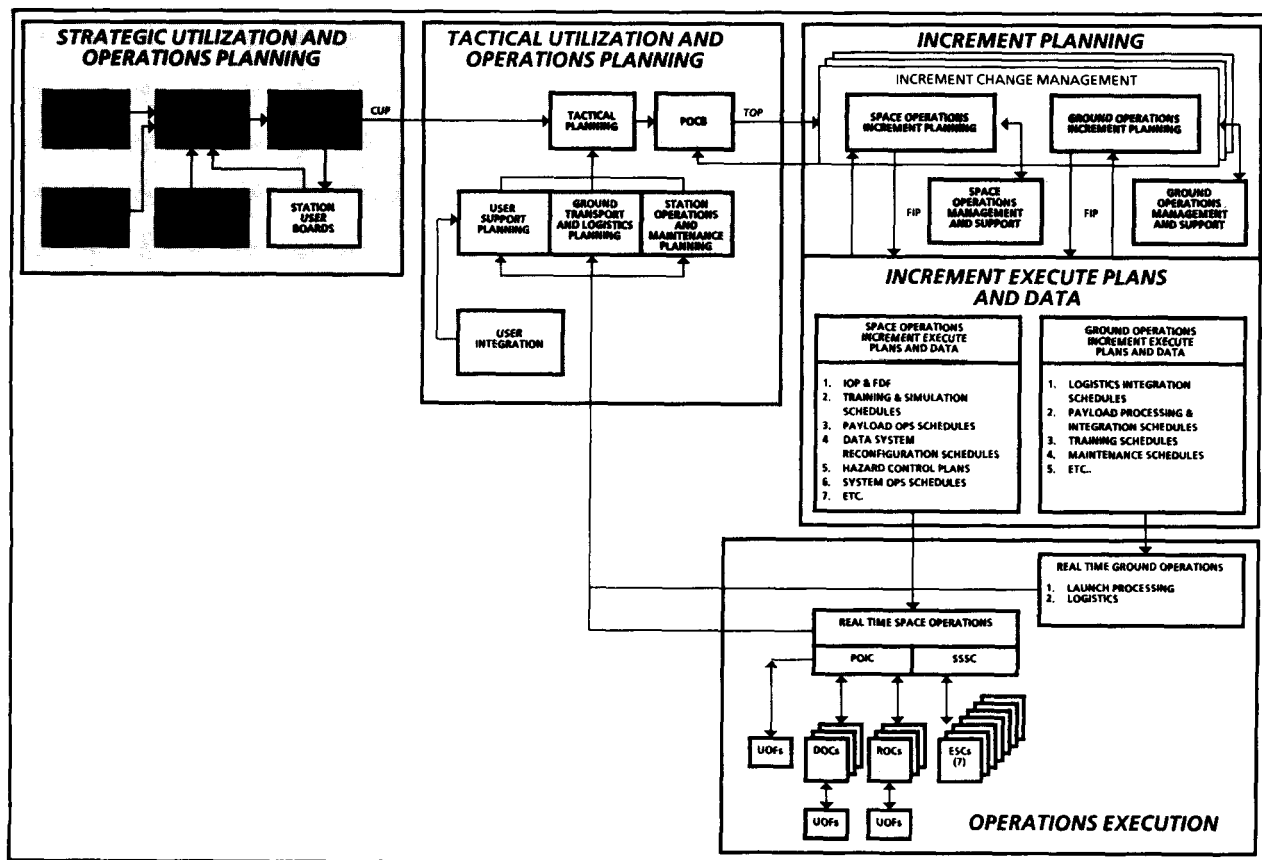 STRATEGIC UTILIZATION AND
OPERATIONS PLANNING
CUP
STATION
USER
BOARDS
TACTICAL UTILIZATION AND
OPERATIONS PLANNING
TACTICAL
PLANNING
POCB
TOP
USER
SUPPORT
PLANNING
GROUND
TRANSPORT
AND LOGISTICS
PLANNING
STATION
OPERATIONS
AND
MAINTENANCE
PLANNING
USER
INTEGRATION
INCREMENT PLANNING
INCREMENT CHANGE MANAGEMENT
SPACE OPERATIONS
INCREMENT PLANNING
GROUND OPERATIONS
INCREMENT PLANNING
FIP
SPACE
OPERATIONS
MANAGEMENT
AND SUPPORT
FIP
GROUND
OPERATIONS
MANAGEMENT
AND SUPPORT
INCREMENT EXECUTE PLANS
AND DATA
SPACE OPERATIONS
INCREMENT EXECUTE
PLANS AND DATA
1. IOP & FDF
2. TRAINING & SIMULATION
SCHEDULES
3. PAYLOAD OPS SCHEDULES
4 DATA SYSTEM
RECONFIGURATION SCHEDULES
5. HAZARD CONTROL PLANS
6. SYSTEM OPS SCHEDULES
7. ETC.
GROUND OPERATIONS
INCREMENT EXECUTE
PLANS AND DATA
1. LOGISTICS INTEGRATION
SCHEDULES
2. PAYLOAD PROCESSING &
INTEGRATION SCHEDULES
3. TRAINING SCHEDULES
4. MAINTENANCE SCHEDULES
5. ETC..
REAL TIME GROUND OPERATIONS
1. LAUNCH PROCESSING
2. LOGISTICS
REAL TIME SPACE OPERATIONS
POIC
SSSC
UOFs
DOCs
ROCs
ESCs
(7)
UOFs
UOFs
OPERATIONS EXECUTION